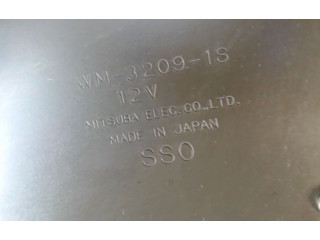 WM-3209-1S
12V
MITSUBA ELEC.CO.,LTD.
MADE IN JAPAN
SSO